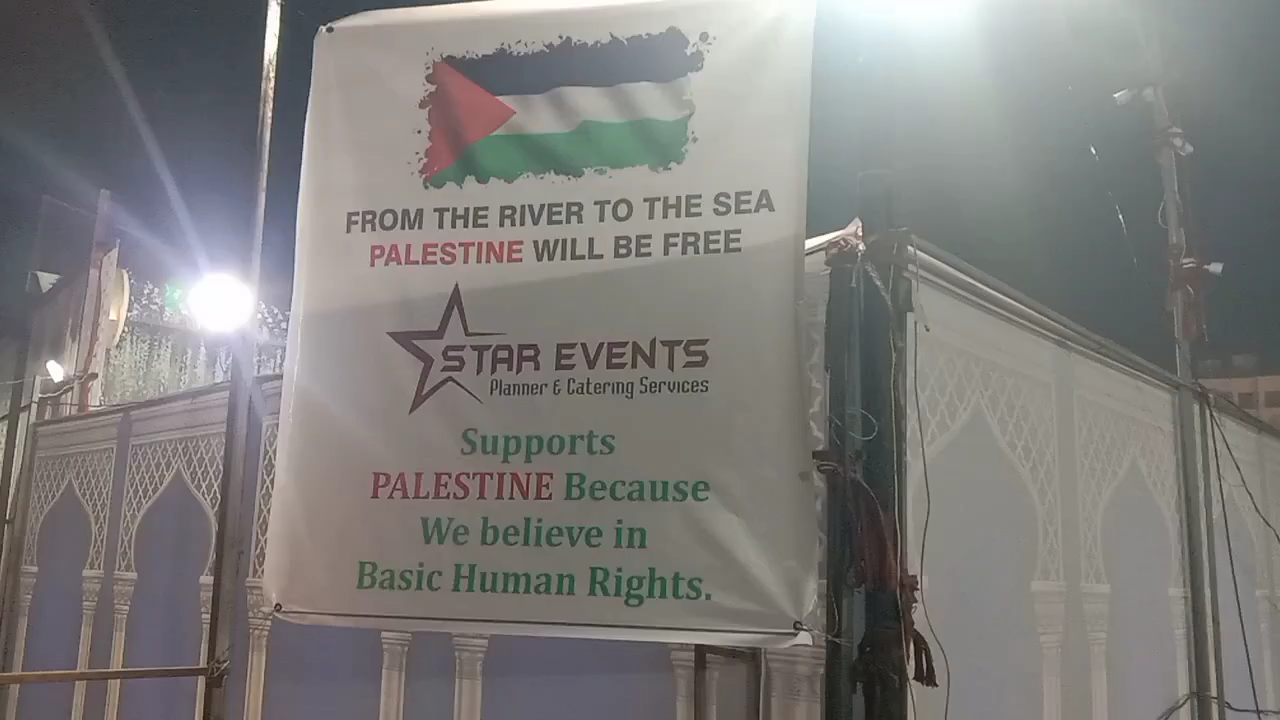 FROM THE RIVER TO THE SEA
PALESTINE WILL BE FREE
STAR EVENTS
Planner & Catering Services
Supports
PALESTINE Because
We believe in
Basic Human Rights.